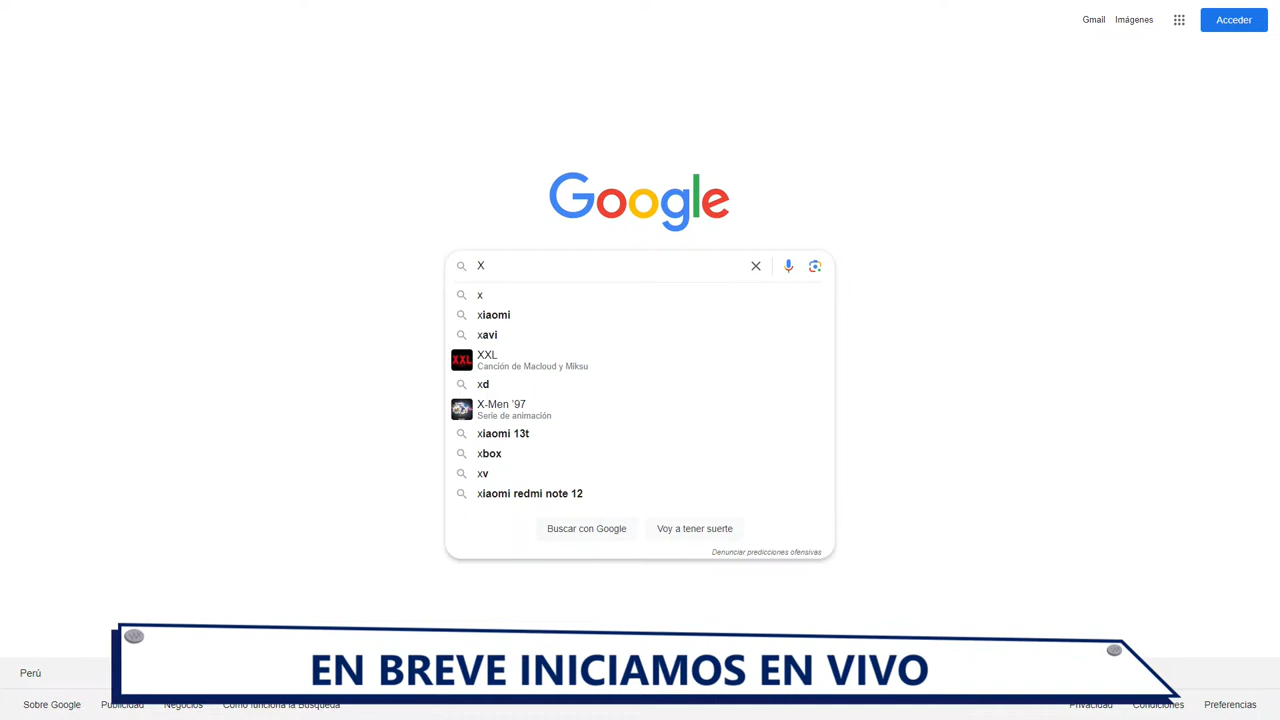 Gmail Imágenes Acceder
Google
X
x
xiaomi
xavi
XXL
XXL
Canción de Macloud y Miksu
xd
X-Men '97
Serie de animación
xiaomi 13t
xbox
xv
xiaomi redmi note 12
Buscar con Google Voy a tener suerte
Denunciar predicciones ofensivas
EN BREVE INICIAMOS EN VIVO
Perú
Sobre Google Publicidad Negocios Cómo funciona la Búsqueda Privacidad Condiciones Preferencias